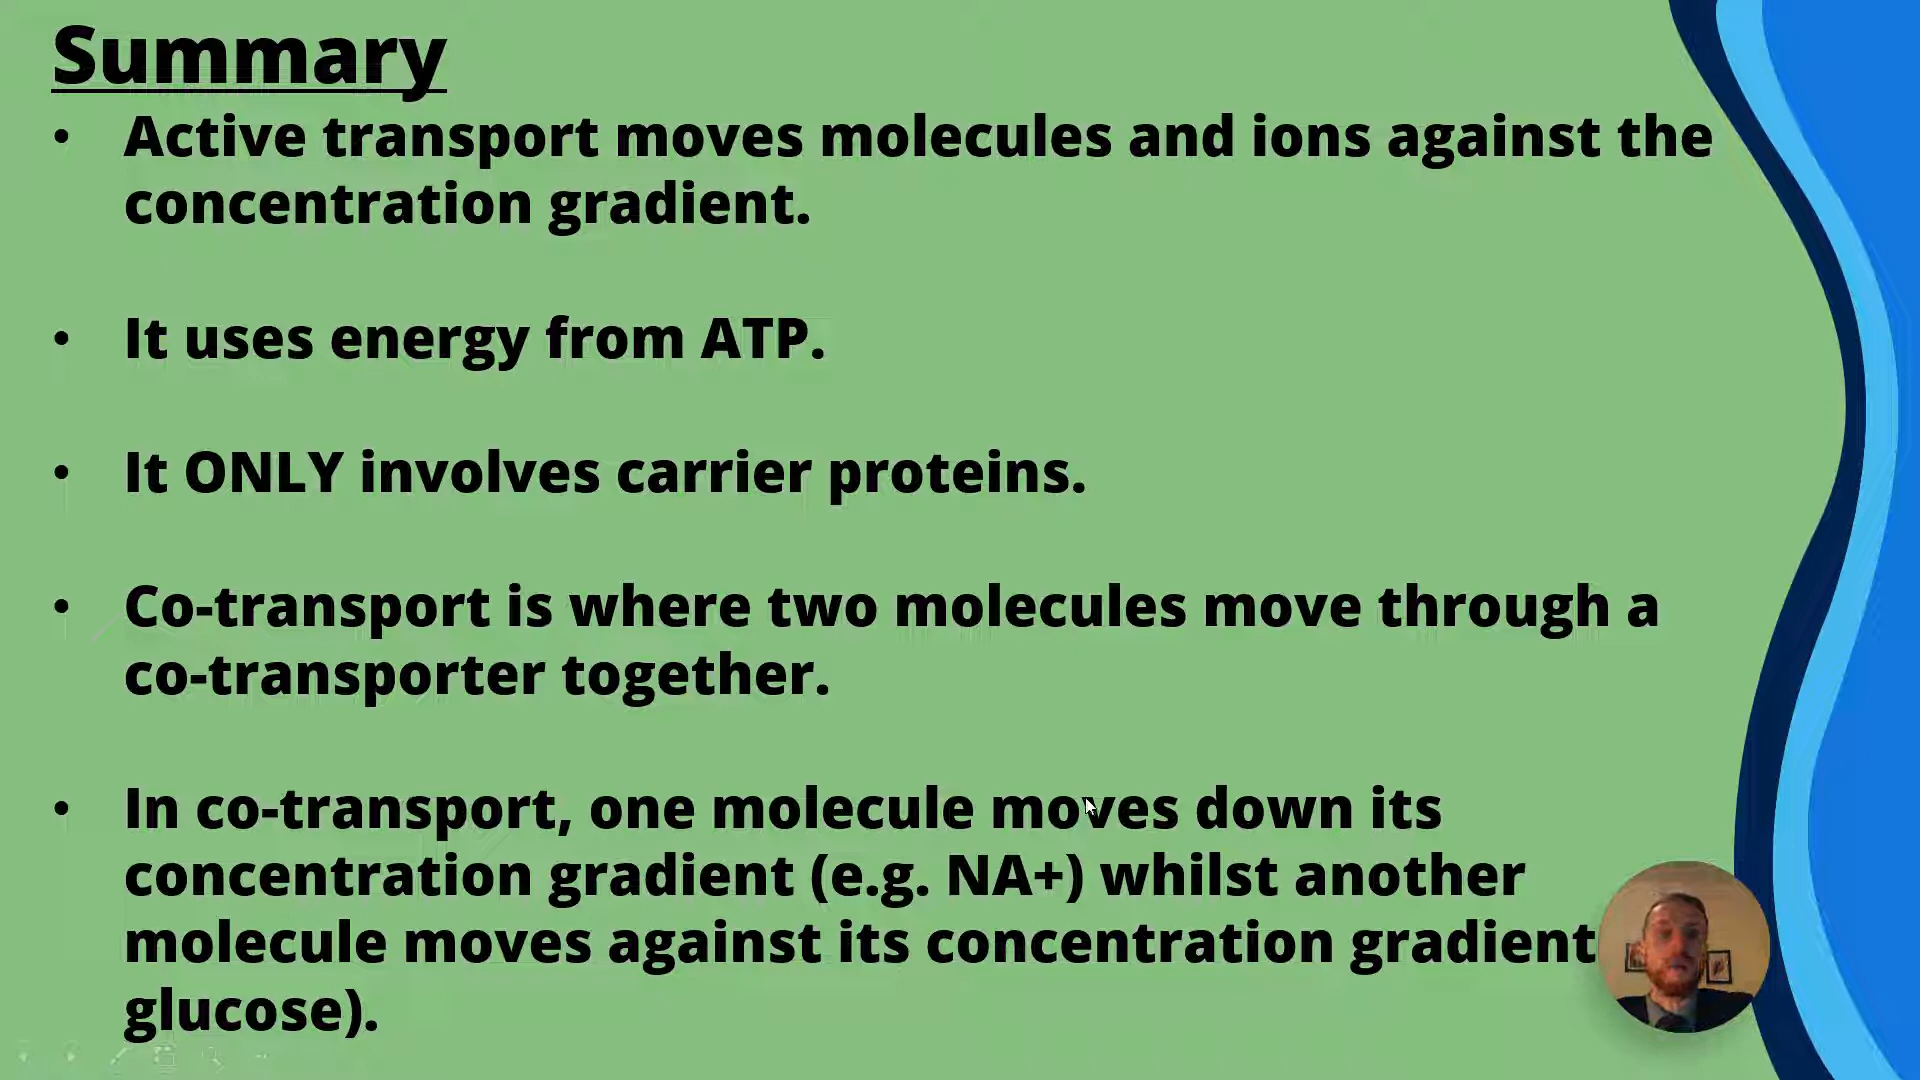 Summary
• Active transport moves molecules and ions against the
concentration gradient.
• It uses energy from ATP.
• It ONLY involves carrier proteins.
• Co-transport is where two molecules move through a
co-transporter together.
• In co-transport, one molecule moves down its
concentration gradient (e.g. NA+) whilst another
molecule moves against its concentration gradient
glucose).